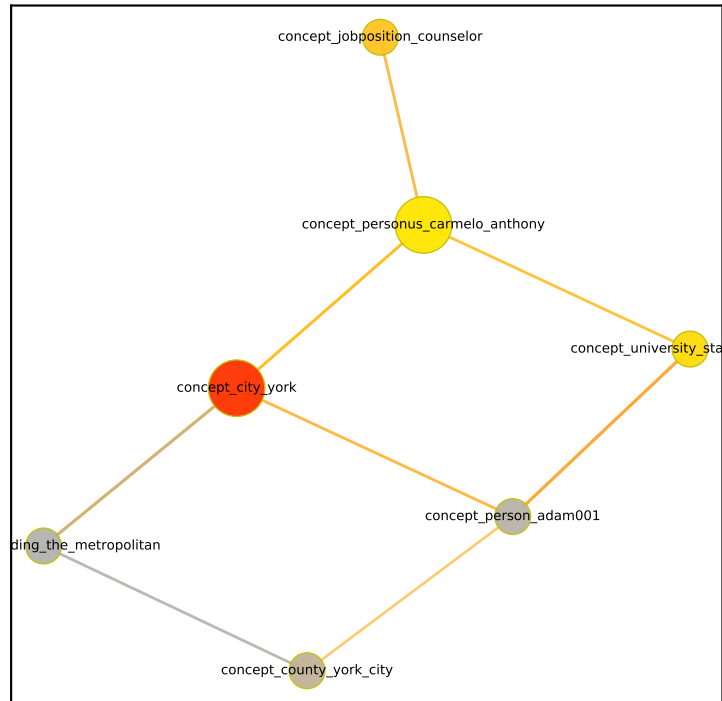 concept_jobposition_counselor
concept_personus_carmelo_anthony
concept_university_sta
concept_city_york
concept_person_adam001
ding_the_metropolitan
concept_county_york_city